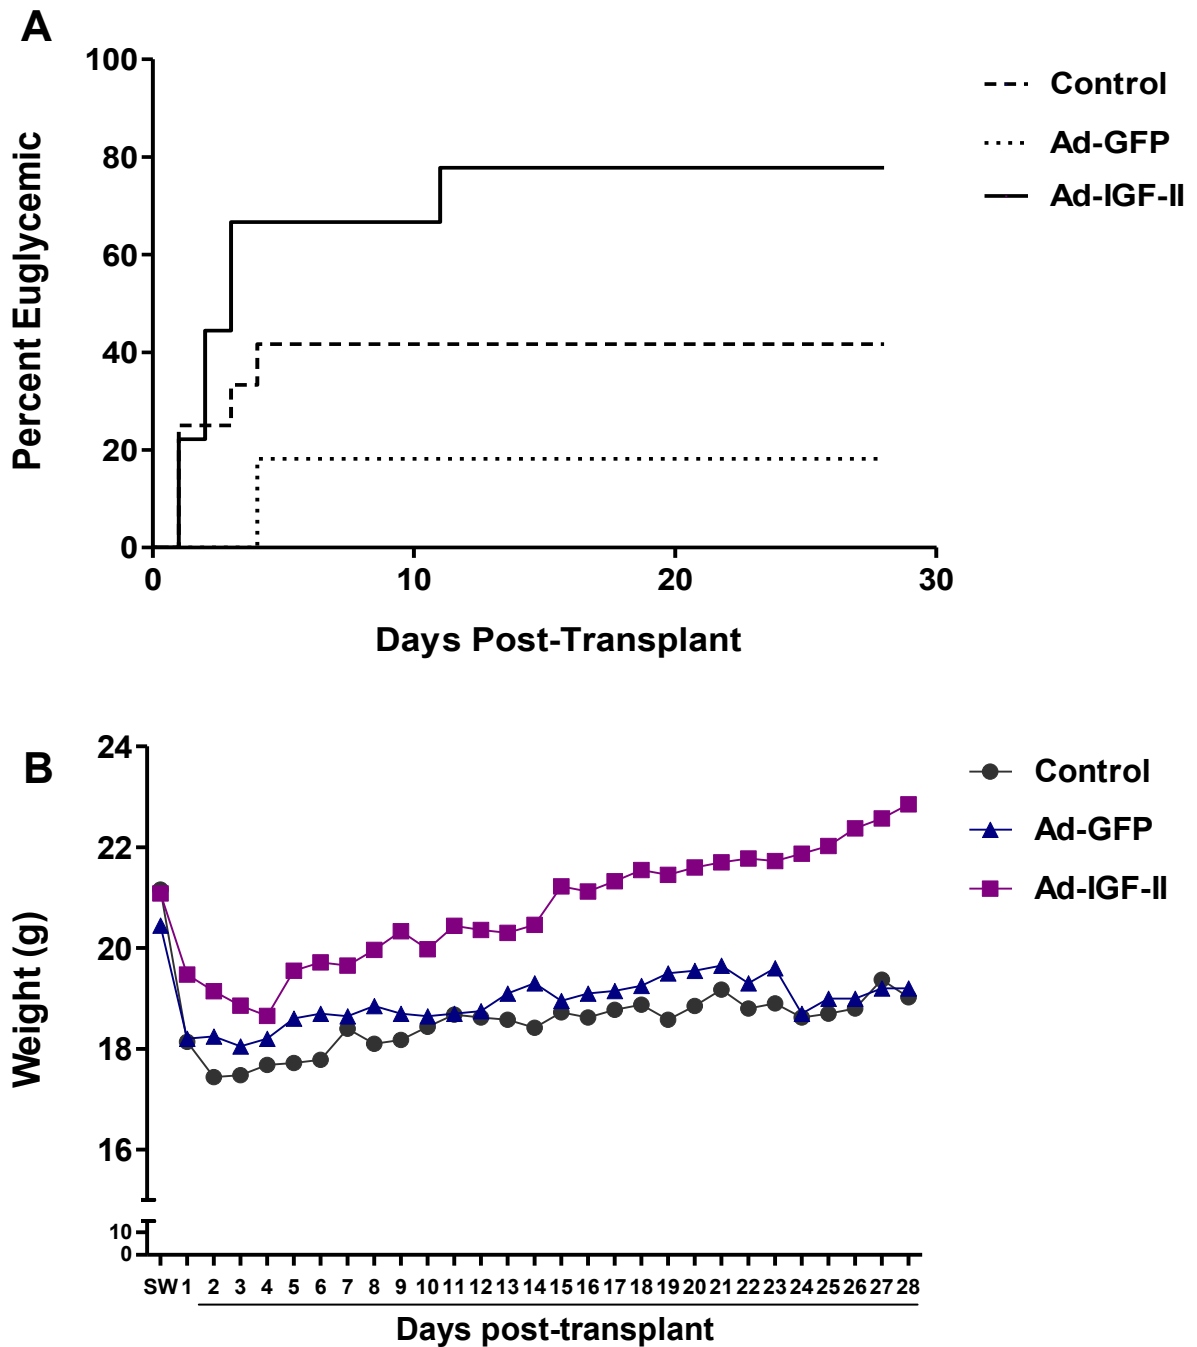 A
100
80
60
40
20
0
Percent Euglycemic
0 10 20 30
Days Post-Transplant
Control
Ad-GFP
Ad-IGF-II
B
24
22
20
18
16
10
0
Weight (g)
SW 1 2 3 4 5 6 7 8 9 10 11 12 13 14 15 16 17 18 19 20 21 22 23 24 25 26 27 28
Days post-transplant
Control
Ad-GFP
Ad-IGF-II